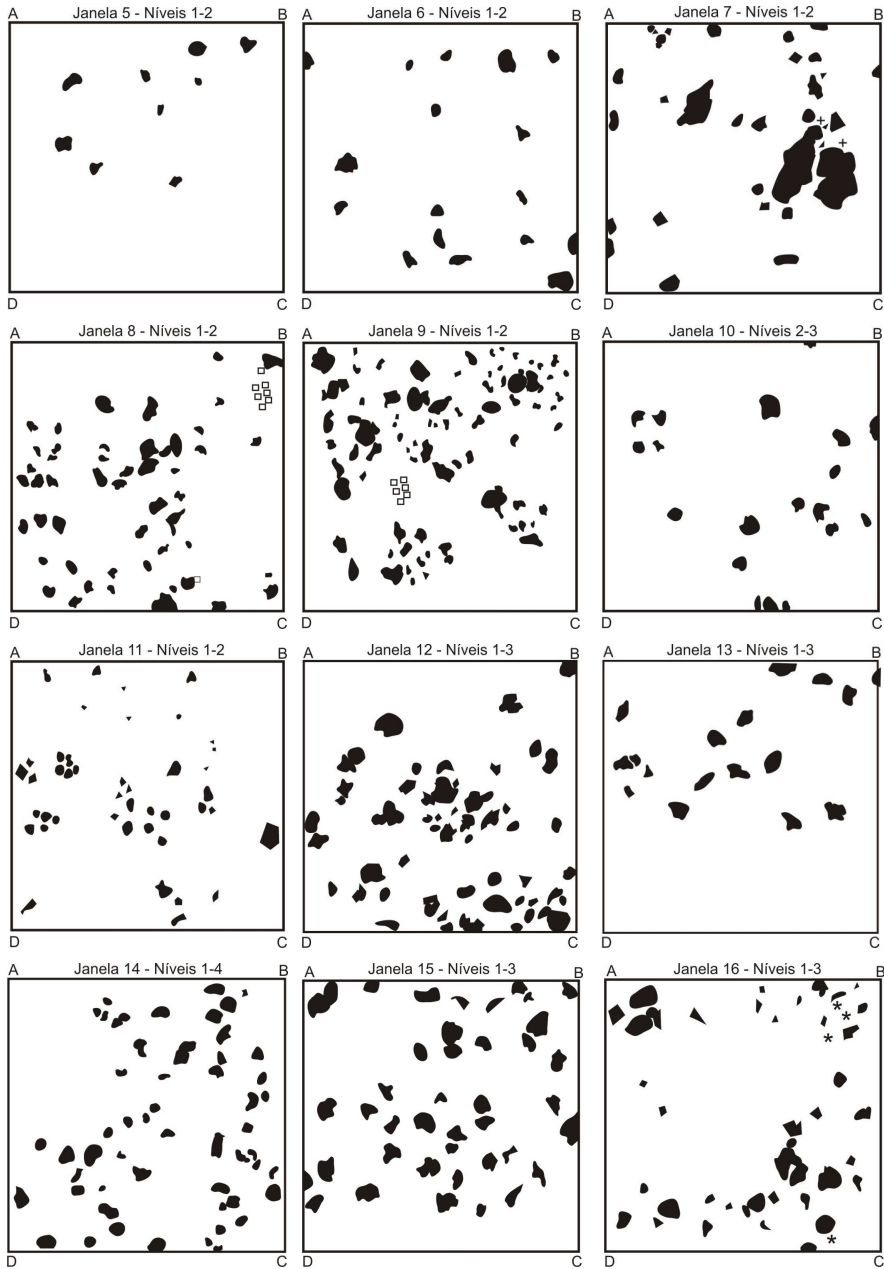 A Janela 5 - Níveis 1-2 B
D C
A Janela 6 - Níveis 1-2 B
D C
A Janela 7 - Níveis 1-2 B
+
+
D C
A Janela 8 - Níveis 1-2 B
D C
A Janela 9 - Níveis 1-2 B
D C
A Janela 10 - Níveis 2-3 B
D C
A Janela 11 - Níveis 1-2 B
D C
A Janela 12 - Níveis 1-3 B
D C
A Janela 13 - Níveis 1-3 B
D C
A Janela 14 - Níveis 1-4 B
D C
A Janela 15 - Níveis 1-3 B
D C
A Janela 16 - Níveis 1-3 B
*
*
*
*
D C